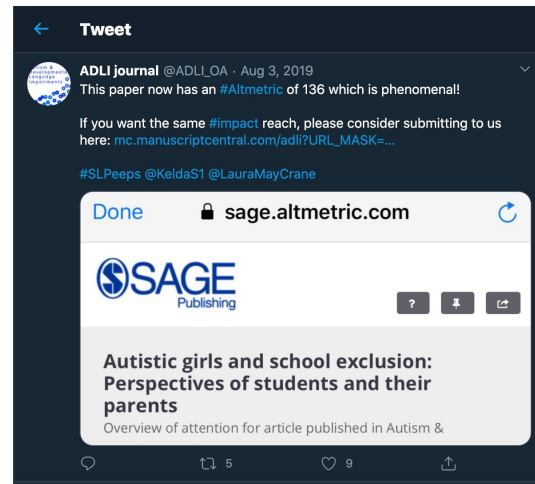 Tweet
ADLI journal @ADLI_OA · Aug 3, 2019
This paper now has an #Altmetric of 136 which is phenomenal!
If you want the same #impact reach, please consider submitting to us
here: mc.manuscriptcentral.com/adli?URL_MASK=...
#SLPeeps @KeldaS1 @LauraMayCrane
Done sage.altmetric.com
SAGE
Publishing
?
Autistic girls and school exclusion:
Perspectives of students and their
parents
Overview of attention for article published in Autism &
5 9